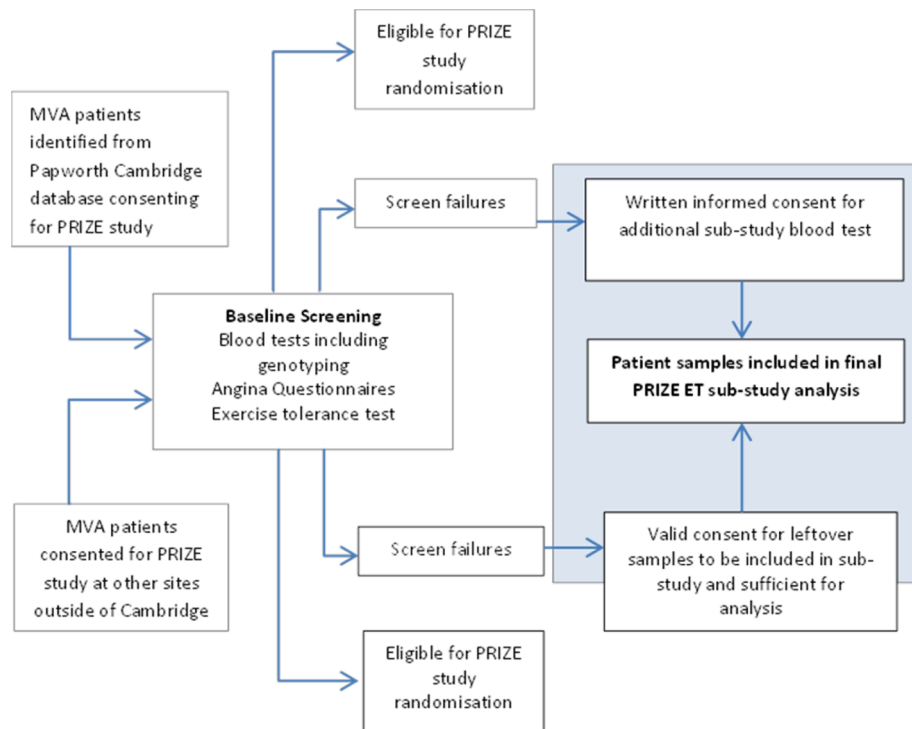 Eligible for PRIZE
study
randomisation
MVA patients
identified from
Papworth Cambridge
database consenting
for PRIZE study
Screen failures
Written informed consent for
additional sub-study blood test
Baseline Screening
Blood tests including
genotyping
Angina Questionnaires
Exercise tolerance test
Patient samples included in final
PRIZE ET sub-study analysis
MVA patients
consented for PRIZE
study at other sites
outside of Cambridge
Screen failures
Valid consent for leftover
samples to be included in sub-
study and sufficient for
analysis
Eligible for PRIZE
study
randomisation